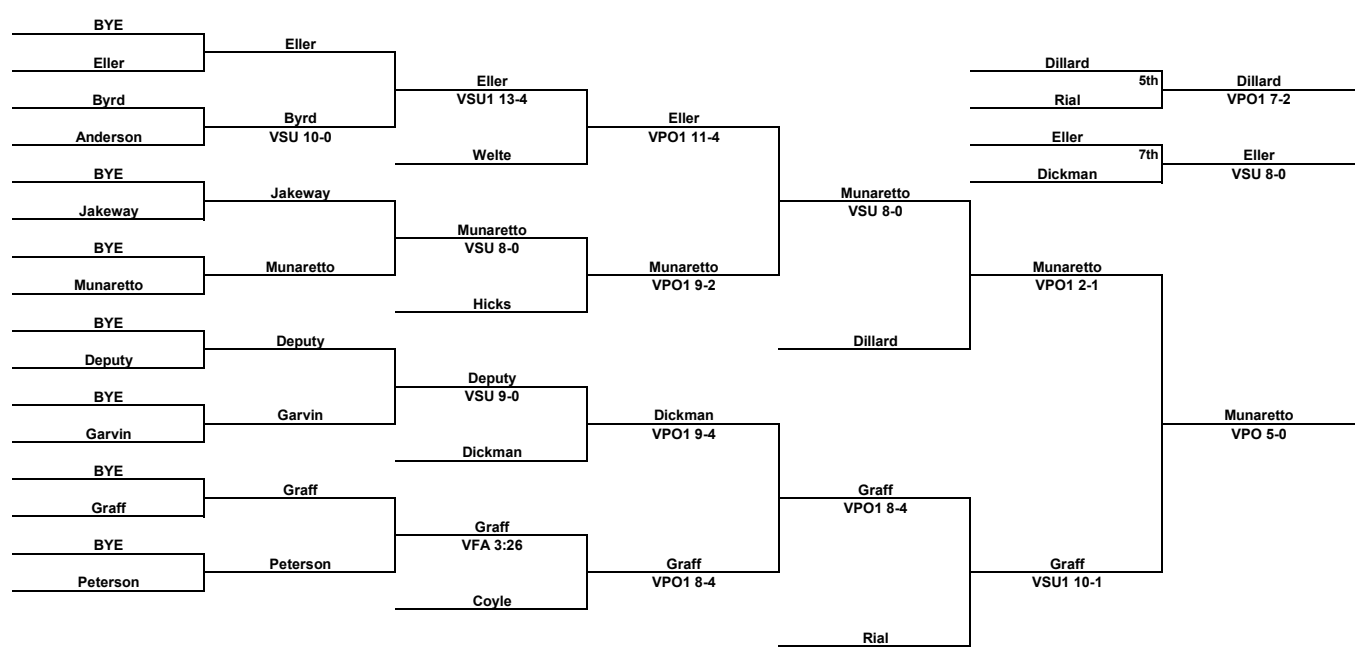 BYE
Eller
Eller
Byrd
Anderson
Byrd
VSU 10-0
Eller
VSU1 13-4
Welte
Eller
VPO1 11-4
BYE
Jakeway
Jakeway
BYE
Munaretto
Munaretto
Munaretto
VSU 8-0
Hicks
Munaretto
VPO1 9-2
Munaretto
VSU 8-0
Dillard
Munaretto
VPO1 2-1
BYE
Deputy
Deputy
BYE
Garvin
Garvin
Deputy
VSU 9-0
Dickman
Dickman
VPO1 9-4
BYE
Graff
Graff
BYE
Peterson
Peterson
Graff
VFA 3:26
Coyle
Graff
VPO1 8-4
Graff
VPO1 8-4
Rial
Graff
VSU1 10-1
Munaretto
VPO 5-0
Dillard
5th
Rial
Dillard
VPO1 7-2
Eller
7th
Dickman
Eller
VSU 8-0